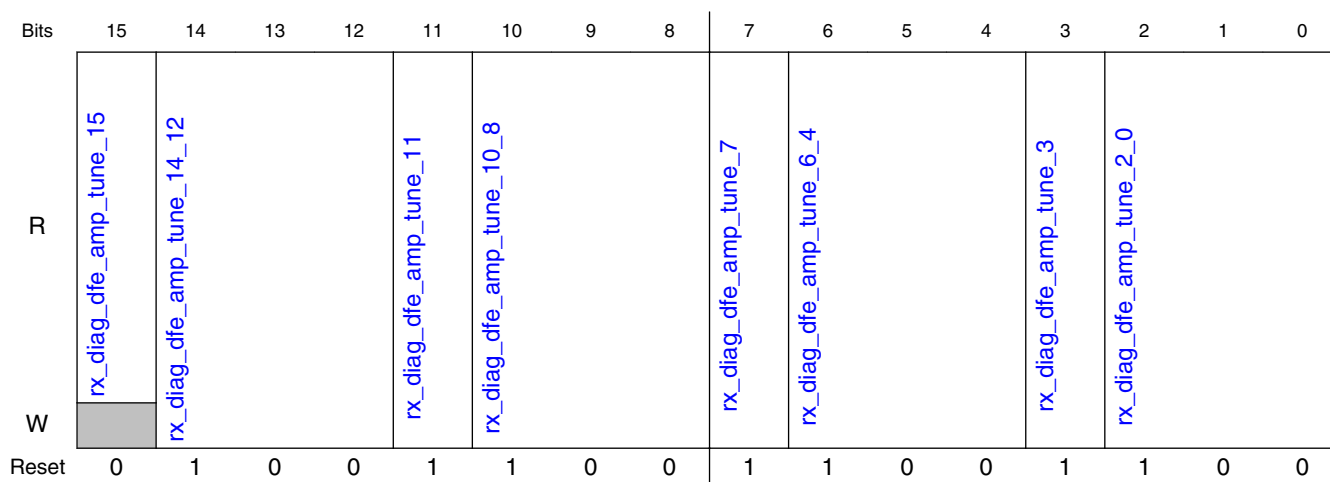 Bits 15 14 13 12 11 10 9 8 7 6 5 4 3 2 1 0
R
rx_diag_dfe_amp_tune_15
rx_diag_dfe_amp_tune_14_12
rx_diag_dfe_amp_tune_11
rx_diag_dfe_amp_tune_10_8
rx_diag_dfe_amp_tune_7
rx_diag_dfe_amp_tune_6_4
rx_diag_dfe_amp_tune_3
rx_diag_dfe_amp_tune_2_0
W
Reset 0 1 0 0 1 1 0 0 1 1 0 0 1 1 0 0